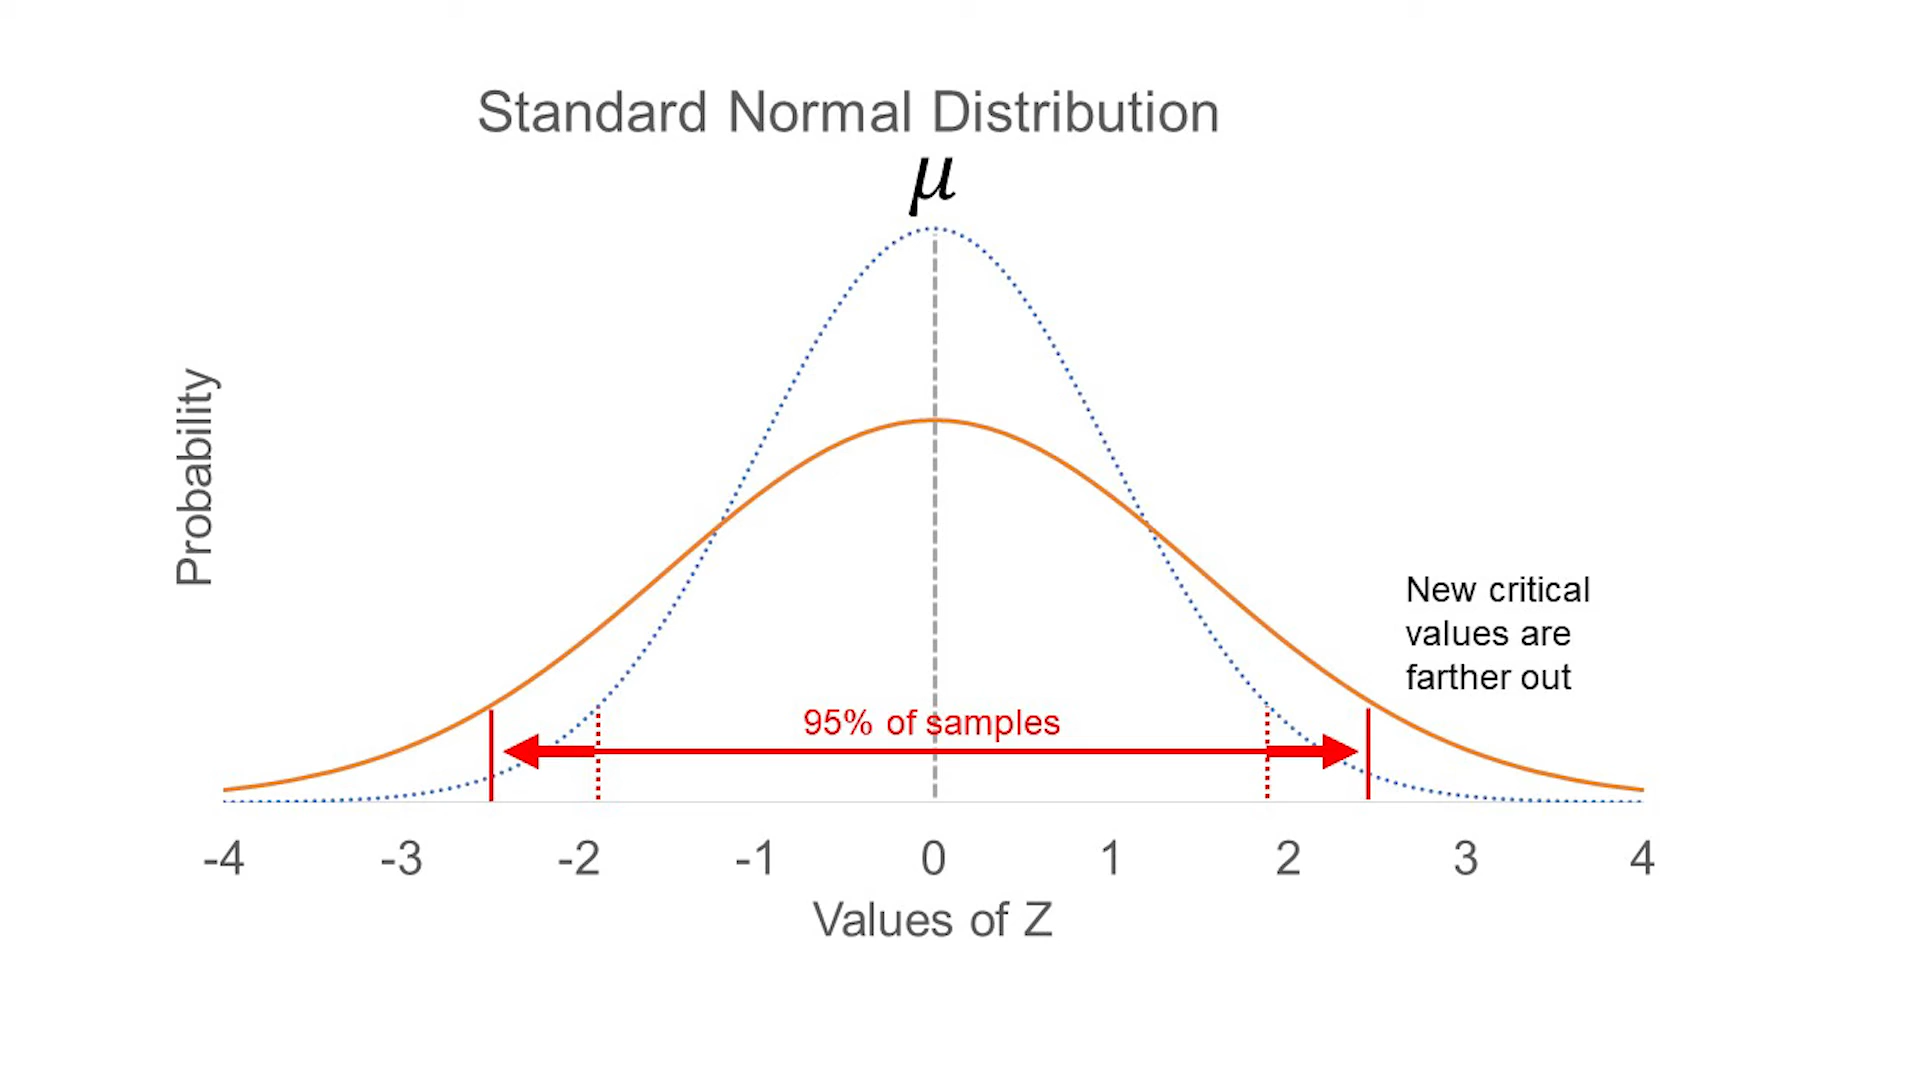 Standard Normal Distribution
μ
Probability
New critical
values are
farther out
95% of samples
-4 -3 -2 -1 0 1 2 3 4
Values of Z